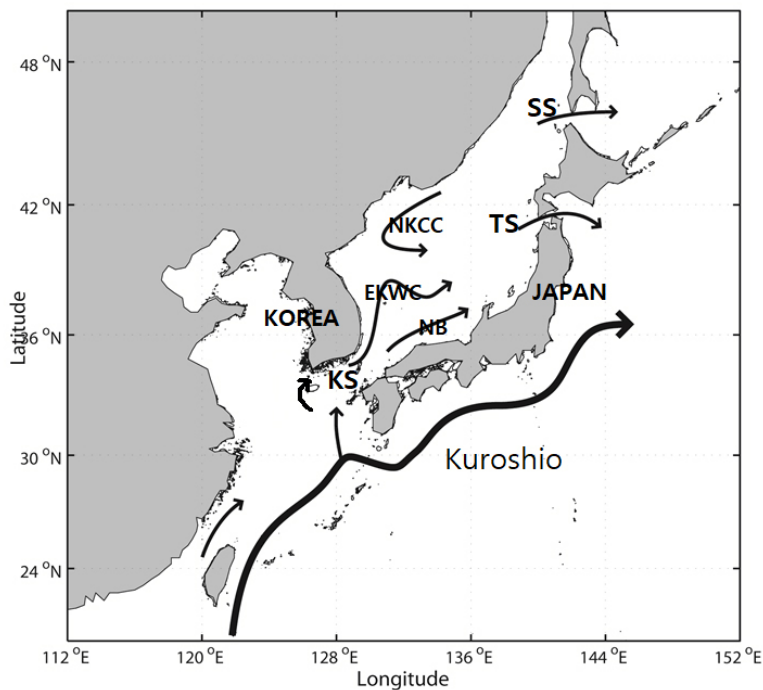 48 °N
SS
42 °N
NKCC
TS
EKWC
JAPAN
KOREA
NB
36 °N
KS
30 °N
Kuroshio
24 °N
112 °E
120 °E
128 °E
136 °E
144 °E
152 °E
Longitude
Latitude